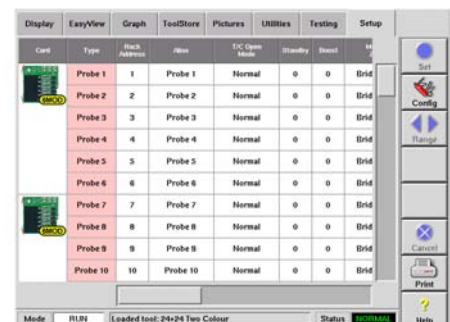 Display EasyView Graph ToolStore Pictures Utilities Testing Setup
Card Type Rack Address Alias T/C Open Mode Standby Boost
Set
Probe 1 1 Probe 1 Normal 0 0 Brid
6MOD Probe 2 2 Probe 2 Normal 0 0 Brid
Config
Probe 3 3 Probe 3 Normal 0 0 Brid
Probe 4 4 Probe 4 Normal 0 0 Brid
Range
Probe 5 5 Probe 5 Normal 0 0 Brid
Probe 6 6 Probe 6 Normal 0 0 Brid
Probe 7 7 Probe 7 Normal 0 0 Brid
6MOD Probe 8 8 Probe 8 Normal 0 0 Brid
Cancel
Probe 9 9 Probe 9 Normal 0 0 Brid
Probe 10 10 Probe 10 Normal 0 0 Brid
Print
Mode RUN Loaded tool: 24+24 Two Colour Status NORMAL Help